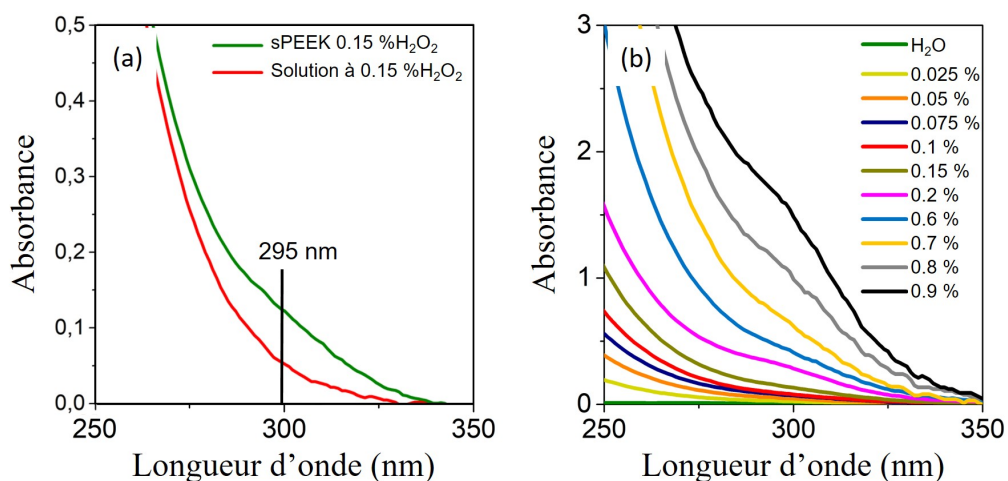 (a)
sPEEK 0.15 %H₂O₂
Solution à 0.15 %H₂O₂
295 nm
Absorbance
0,5
0,4
0,3
0,2
0,1
0,0
250
300
350
Longueur d’onde (nm)
(b)
H₂O
0.025 %
0.05 %
0.075 %
0.1 %
0.15 %
0.2 %
0.6 %
0.7 %
0.8 %
0.9 %
Absorbance
3
2
1
0
250
300
350
Longueur d’onde (nm)